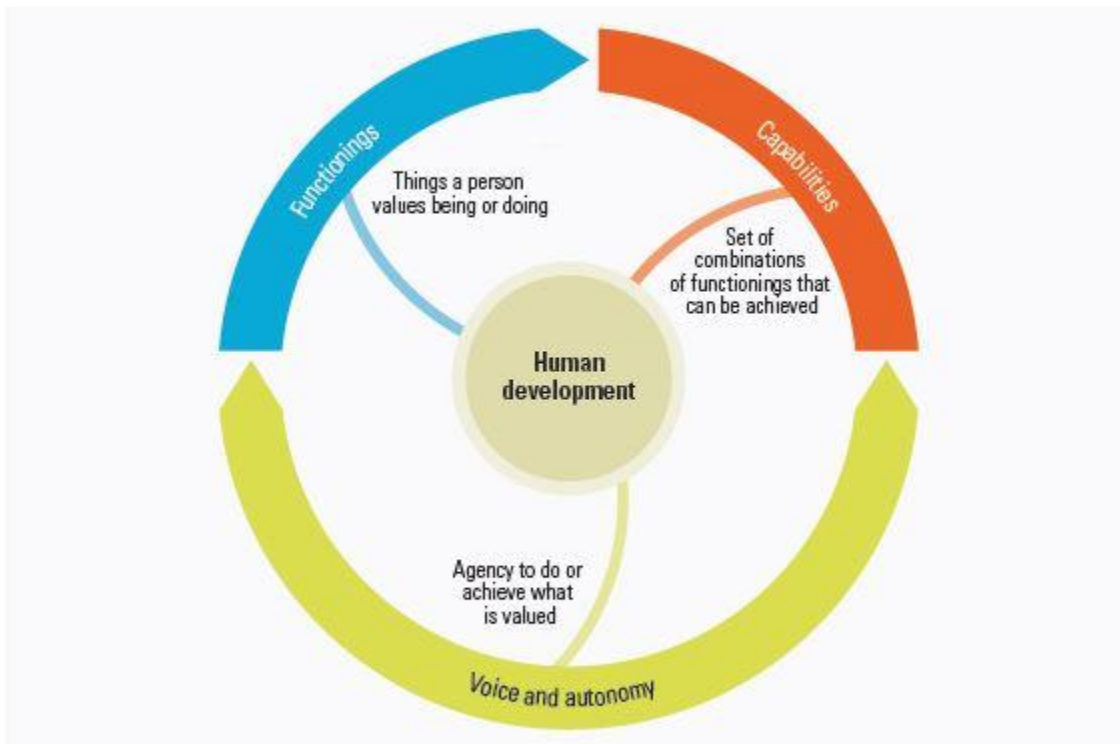 Functionings
Things a person
values being or doing
Capabilities
Set of
combinations
of functionings that
can be achieved
Human
development
Agency to do or
achieve what
is valued
Voice and autonomy